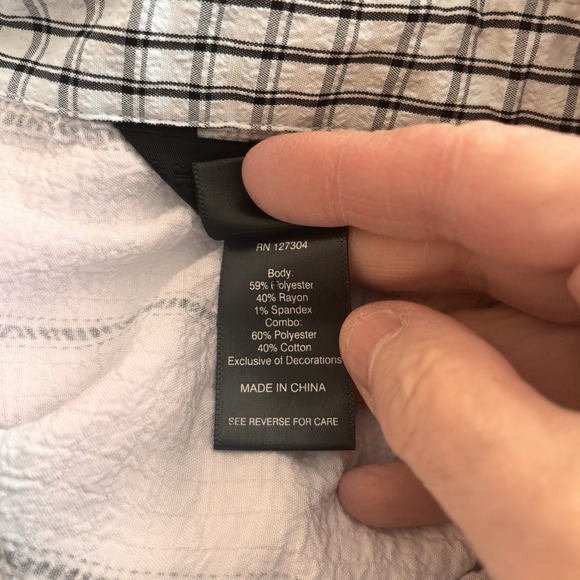 RN 127304
Body:
59% Polyester
40% Rayon
1% Spandex
Combo:
60% Polyester
40% Cotton
Exclusive of Decorations
MADE IN CHINA
SEE REVERSE FOR CARE